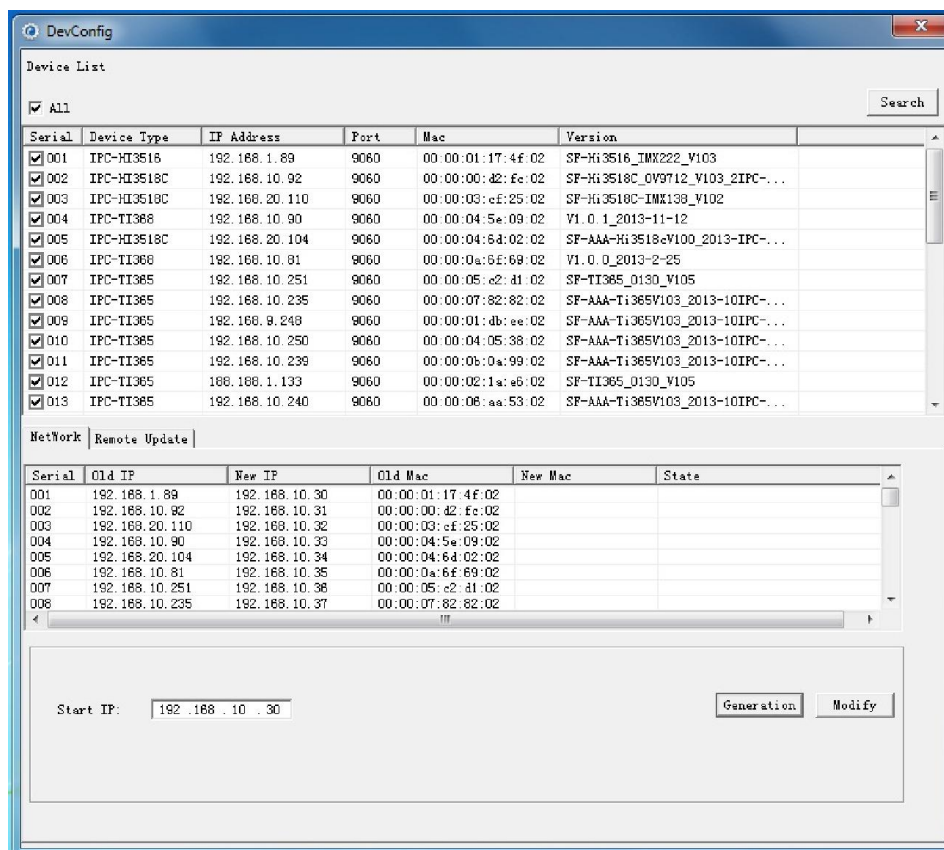 DevConfig
Device List
All
Search
Serial Device Type IP Address Port Mac Version
001 IPC-HI3516 192.168.1.89 9060 00:00:01:17:4f:02 SF-Hi3516_IMX222_V103
002 IPC-HI3518C 192.168.10.92 9060 00:00:00:d2:fc:02 SF-Hi3518C_OV9712_V103_2IPC-...
003 IPC-HI3518C 192.168.20.110 9060 00:00:03:cf:25:02 SF-Hi3518C-IMX138_V102
004 IPC-TI368 192.168.10.90 9060 00:00:04:5e:09:02 V1.0.1_2013-11-12
005 IPC-HI3518C 192.168.20.104 9060 00:00:04:6d:02:02 SF-AAA-Hi3518cV100_2013-IPC-...
006 IPC-TI368 192.168.10.81 9060 00:00:0a:6f:69:02 V1.0.0_2013-2-25
007 IPC-TI365 192.168.10.251 9060 00:00:05:c2:d1:02 SF-TI365_0130_V105
008 IPC-TI365 192.168.10.235 9060 00:00:07:82:82:02 SF-AAA-Ti365V103_2013-10IPC-...
009 IPC-TI365 192.168.9.248 9060 00:00:01:db:ee:02 SF-AAA-Ti365V103_2013-10IPC-...
010 IPC-TI365 192.168.10.250 9060 00:00:04:05:38:02 SF-AAA-Ti365V103_2013-10IPC-...
011 IPC-TI365 192.168.10.239 9060 00:00:0b:0a:99:02 SF-AAA-Ti365V103_2013-10IPC-...
012 IPC-TI365 188.188.1.133 9060 00:00:02:1a:e6:02 SF-TI365_0130_V105
013 IPC-TI365 192.168.10.240 9060 00:00:06:aa:53:02 SF-AAA-Ti365V103_2013-10IPC-...
NetWork Remote Update
Serial Old IP New IP Old Mac New Mac State
001 192.168.1.89 192.168.10.30 00:00:01:17:4f:02
002 192.168.10.92 192.168.10.31 00:00:00:d2:fc:02
003 192.168.20.110 192.168.10.32 00:00:03:cf:25:02
004 192.168.10.90 192.168.10.33 00:00:04:5e:09:02
005 192.168.20.104 192.168.10.34 00:00:04:6d:02:02
006 192.168.10.81 192.168.10.35 00:00:0a:6f:69:02
007 192.168.10.251 192.168.10.36 00:00:05:c2:d1:02
008 192.168.10.235 192.168.10.37 00:00:07:82:82:02
Start IP: 192 .168 . 10 . 30 Generation Modify